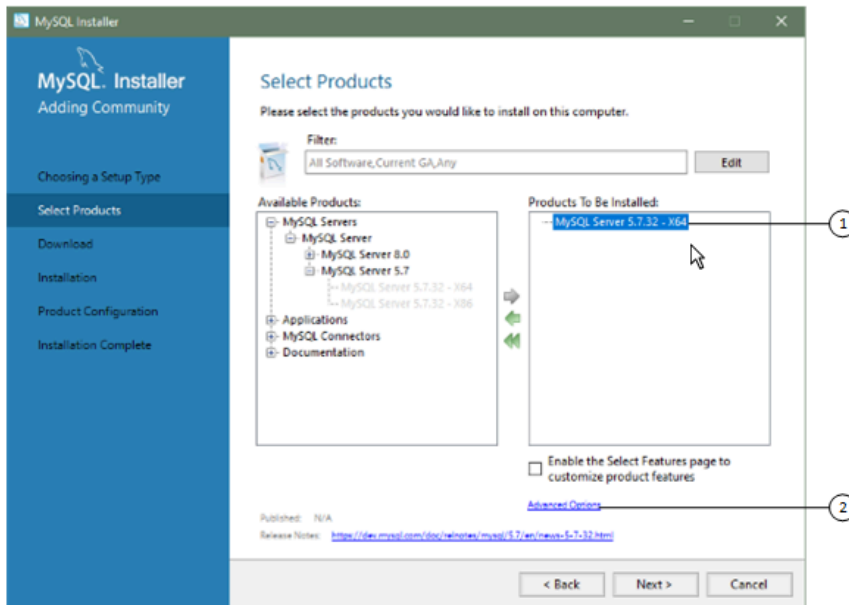 MySQL Installer
MySQL. Installer
Adding Community
Choosing a Setup Type
Select Products
Download
Installation
Product Configuration
Installation Complete
Select Products
Please select the products you would like to install on this computer.
Filter:
All Software,Current GA,Any
Edit
Available Products:
MySQL Servers
MySQL Server
MySQL Server 8.0
MySQL Server 5.7
MySQL Server 5.7.32 - X64
MySQL Server 5.7.32 - X86
Applications
MySQL Connectors
Documentation
Products To Be Installed:
MySQL Server 5.7.32 - X64
1
Enable the Select Features page to
customize product features
Advanced Options
2
Published: N/A
Release Notes: https://dev.mysql.com/doc/relnotes/mysql/5.7/en/news-5-7-32.html
< Back
Next >
Cancel